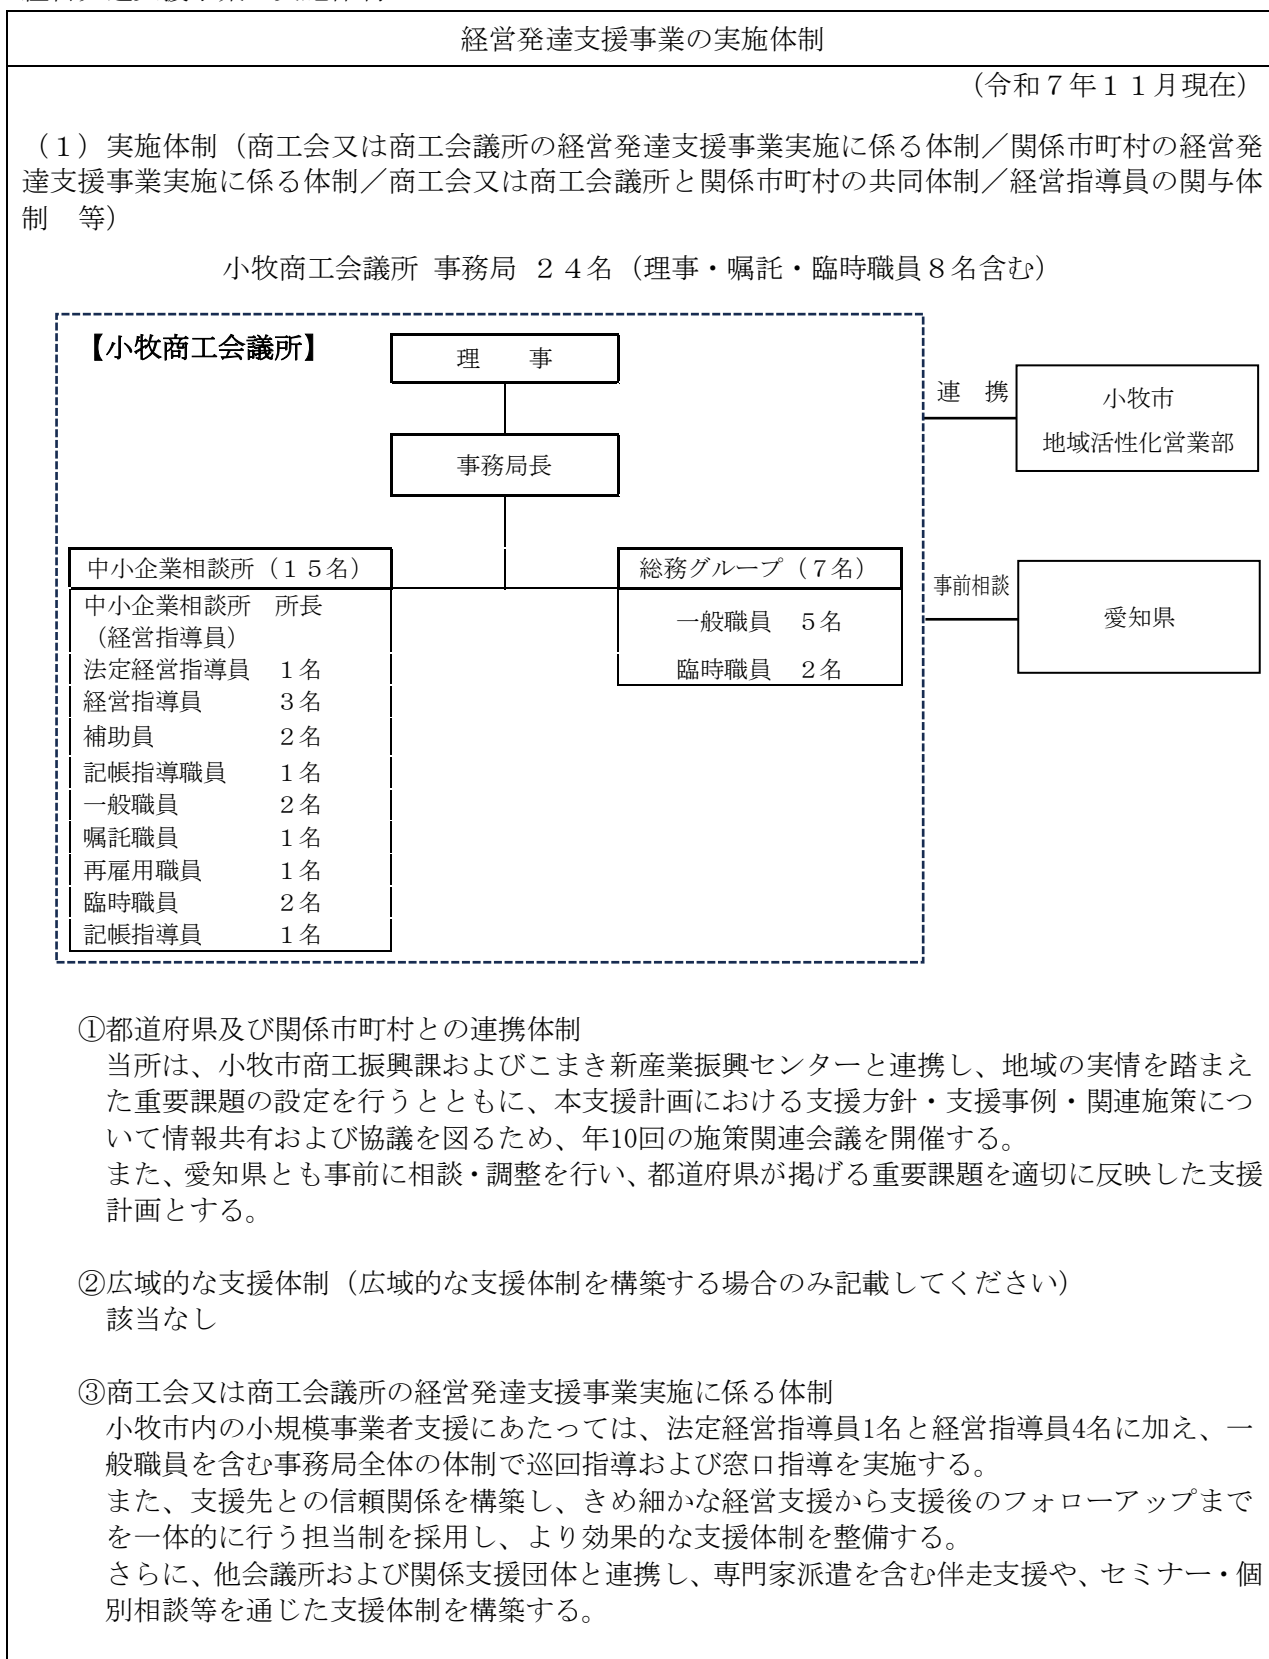 経営発達支援事業の実施体制
（令和７年１１月現在）
（１）実施体制（商工会又は商工会議所の経営発達支援事業実施に係る体制／関係市町村の経営発
達支援事業実施に係る体制／商工会又は商工会議所と関係市町村の共同体制／経営指導員の関与体
制　等）
小牧商工会議所 事務局 ２４名（理事・嘱託・臨時職員８名含む）
【小牧商工会議所】
理　　事
事務局長
連　携
小牧市
地域活性化営業部
中小企業相談所（１５名）
中小企業相談所　所長
（経営指導員）
法定経営指導員　１名
経営指導員　３名
補助員　２名
記帳指導職員　１名
一般職員　２名
嘱託職員　１名
再雇用職員　１名
臨時職員　２名
記帳指導員　１名
総務グループ（７名）
一般職員　５名
臨時職員　２名
事前相談
愛知県
①都道府県及び関係市町村との連携体制
当所は、小牧市商工振興課およびこまき新産業振興センターと連携し、地域の実情を踏まえ
た重要課題の設定を行うとともに、本支援計画における支援方針・支援事例・関連施策につ
いて情報共有および協議を図るため、年10回の施策関連会議を開催する。
また、愛知県とも事前に相談・調整を行い、都道府県が掲げる重要課題を適切に反映した支援
計画とする。
②広域的な支援体制（広域的な支援体制を構築する場合のみ記載してください）
該当なし
③商工会又は商工会議所の経営発達支援事業実施に係る体制
小牧市内の小規模事業者支援にあたっては、法定経営指導員1名と経営指導員4名に加え、一
般職員を含む事務局全体の体制で巡回指導および窓口指導を実施する。
また、支援先との信頼関係を構築し、きめ細かな経営支援から支援後のフォローアップまで
を一体的に行う担当制を採用し、より効果的な支援体制を整備する。
さらに、他会議所および関係支援団体と連携し、専門家派遣を含む伴走支援や、セミナー・個
別相談等を通じた支援体制を構築する。